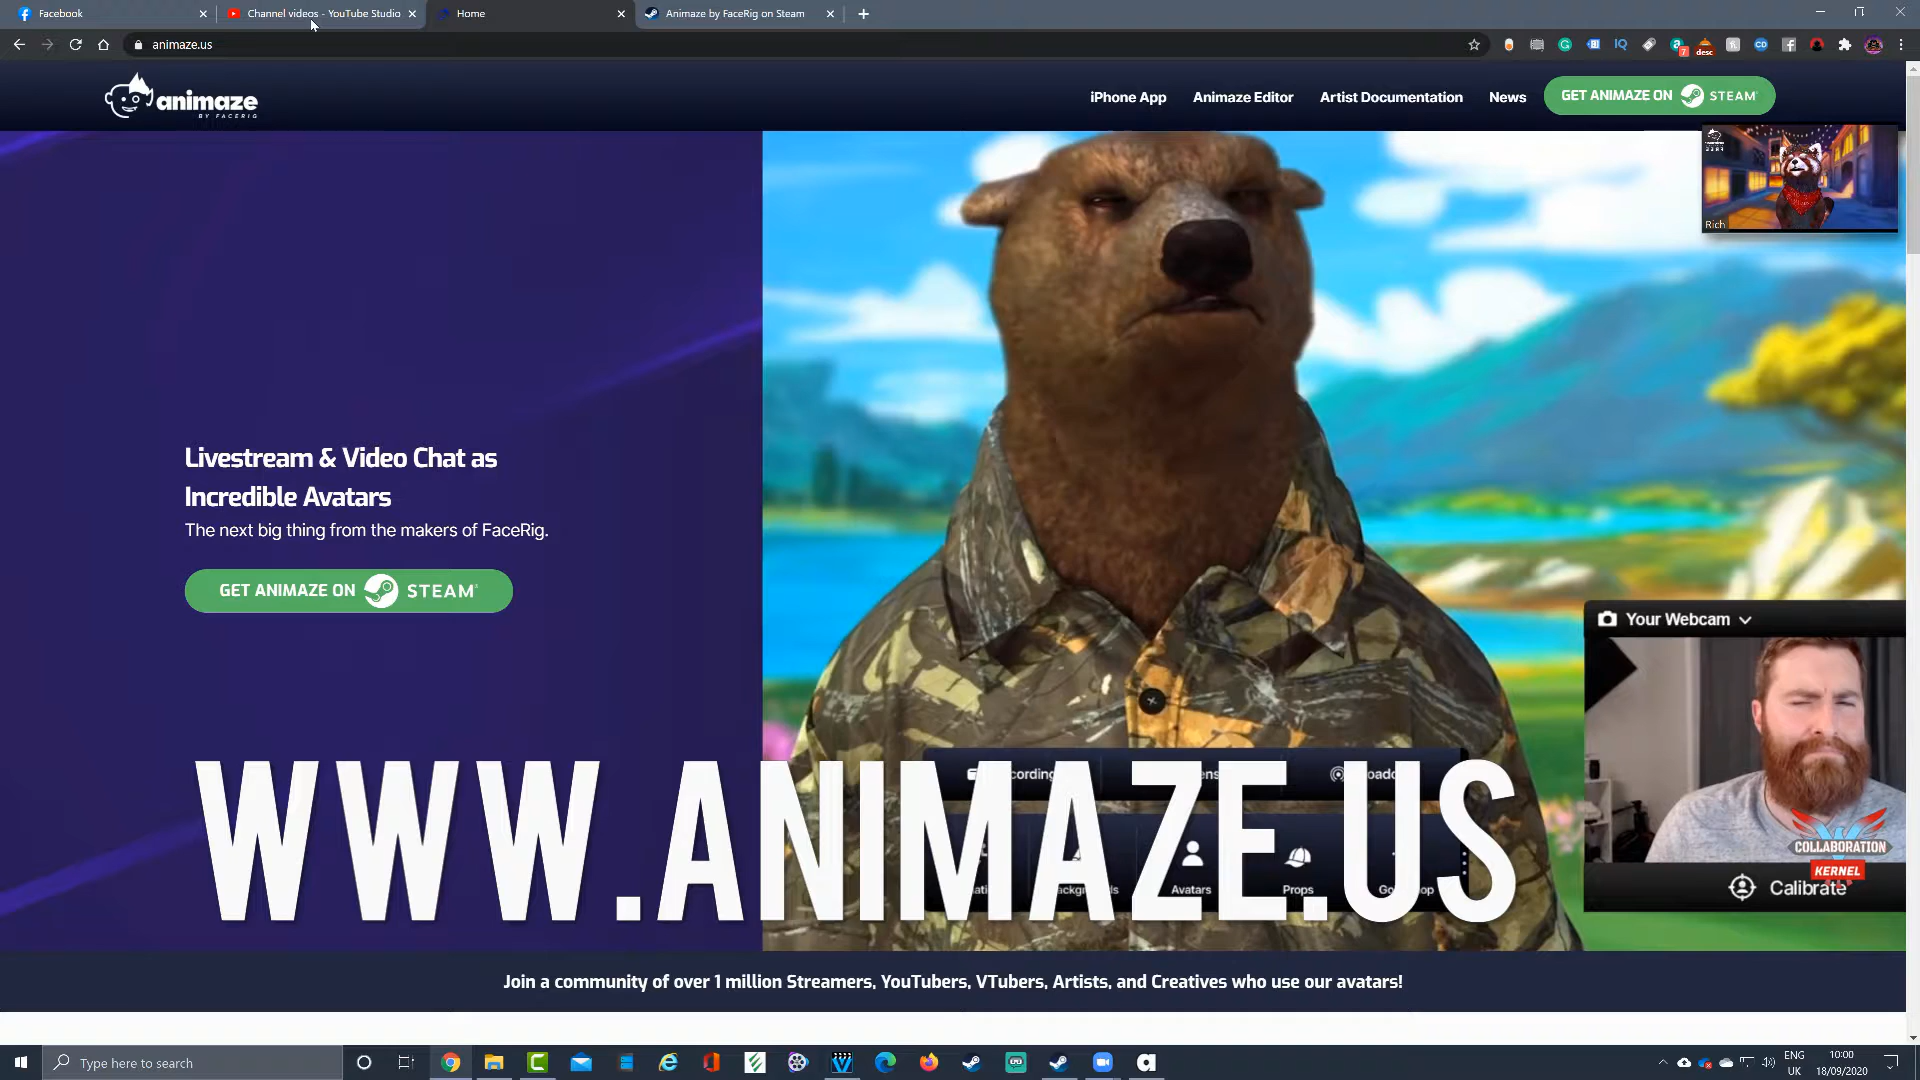 Facebook
Channel videos - YouTube Studio
Home
Animaze by FaceRig on Steam
animaze.us
7
desc
animaze
BY FACERIG
iPhone App
Animaze Editor
Artist Documentation
News
GET ANIMAZE ON STEAM
Rich
Livestream & Video Chat as
Incredible Avatars
The next big thing from the makers of FaceRig.
GET ANIMAZE ON STEAM
Your Webcam
WWW.ANIMAZE.US
Avatars
Props
COLLABORATION
KERNEL
Calibrate
Join a community of over 1 million Streamers, YouTubers, VTubers, Artists, and Creatives who use our avatars!
Type here to search
ENG
UK
10:00
18/09/2020